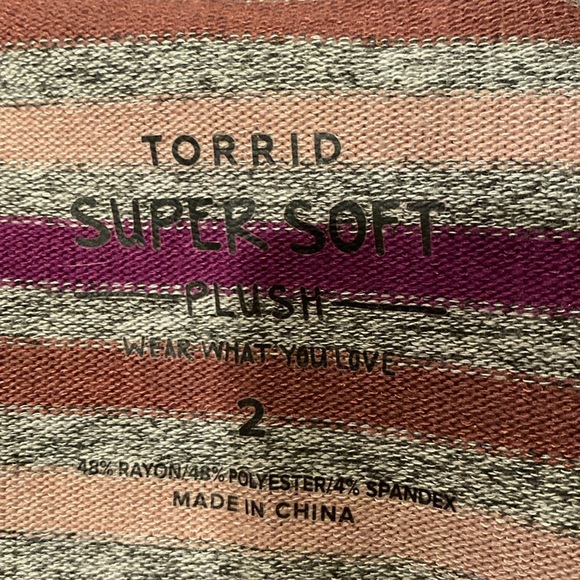 TORRID
SUPER SOFT
PLUSH
WEAR WHAT YOU LOVE
2
48% RAYON/48% POLYESTER/4% SPANDEX
MADE IN CHINA